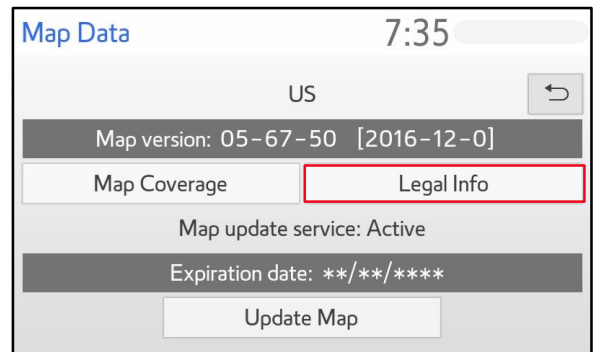 Map Data 7:35
US
Map version: 05-67-50 [2016-12-0]
Map Coverage Legal Info
Map update service: Active
Expiration date: **/**/****
Update Map